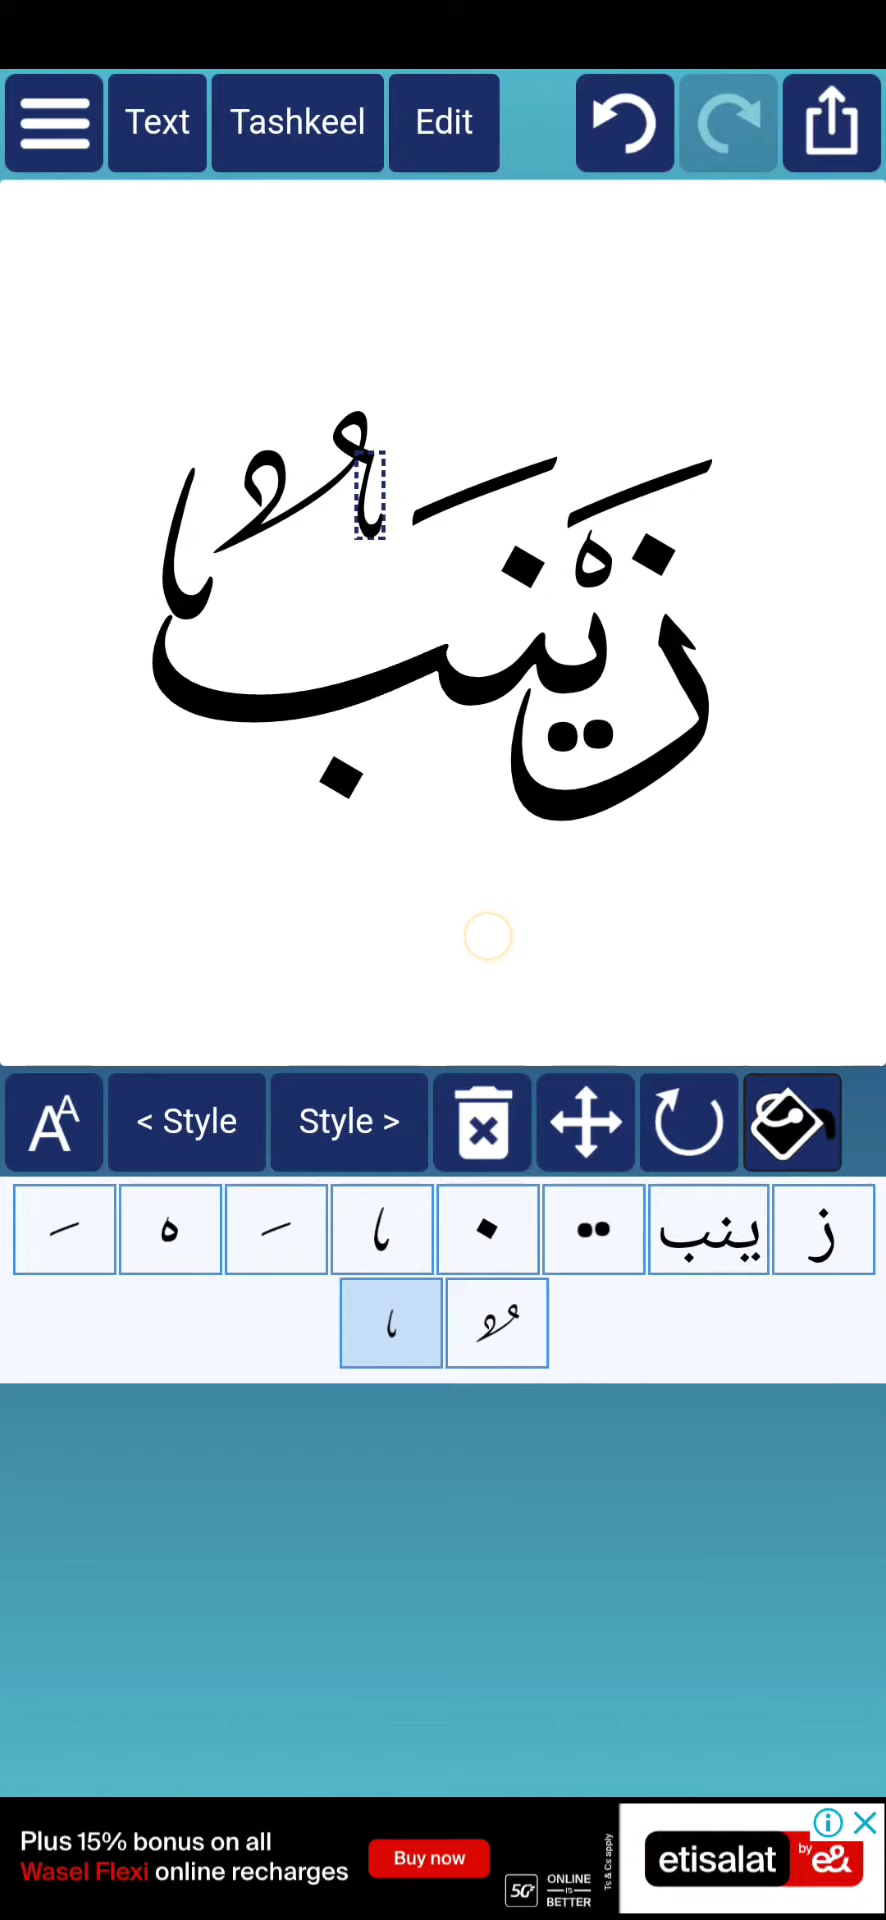 Text Tashkeel Edit
زَيْنَبٌ
< Style Style >
ز ينب
Plus 15% bonus on all
Wasel Flexi online recharges
Buy now
5G
ONLINE
IS
BETTER
Ts & Cs apply
etisalat by e&